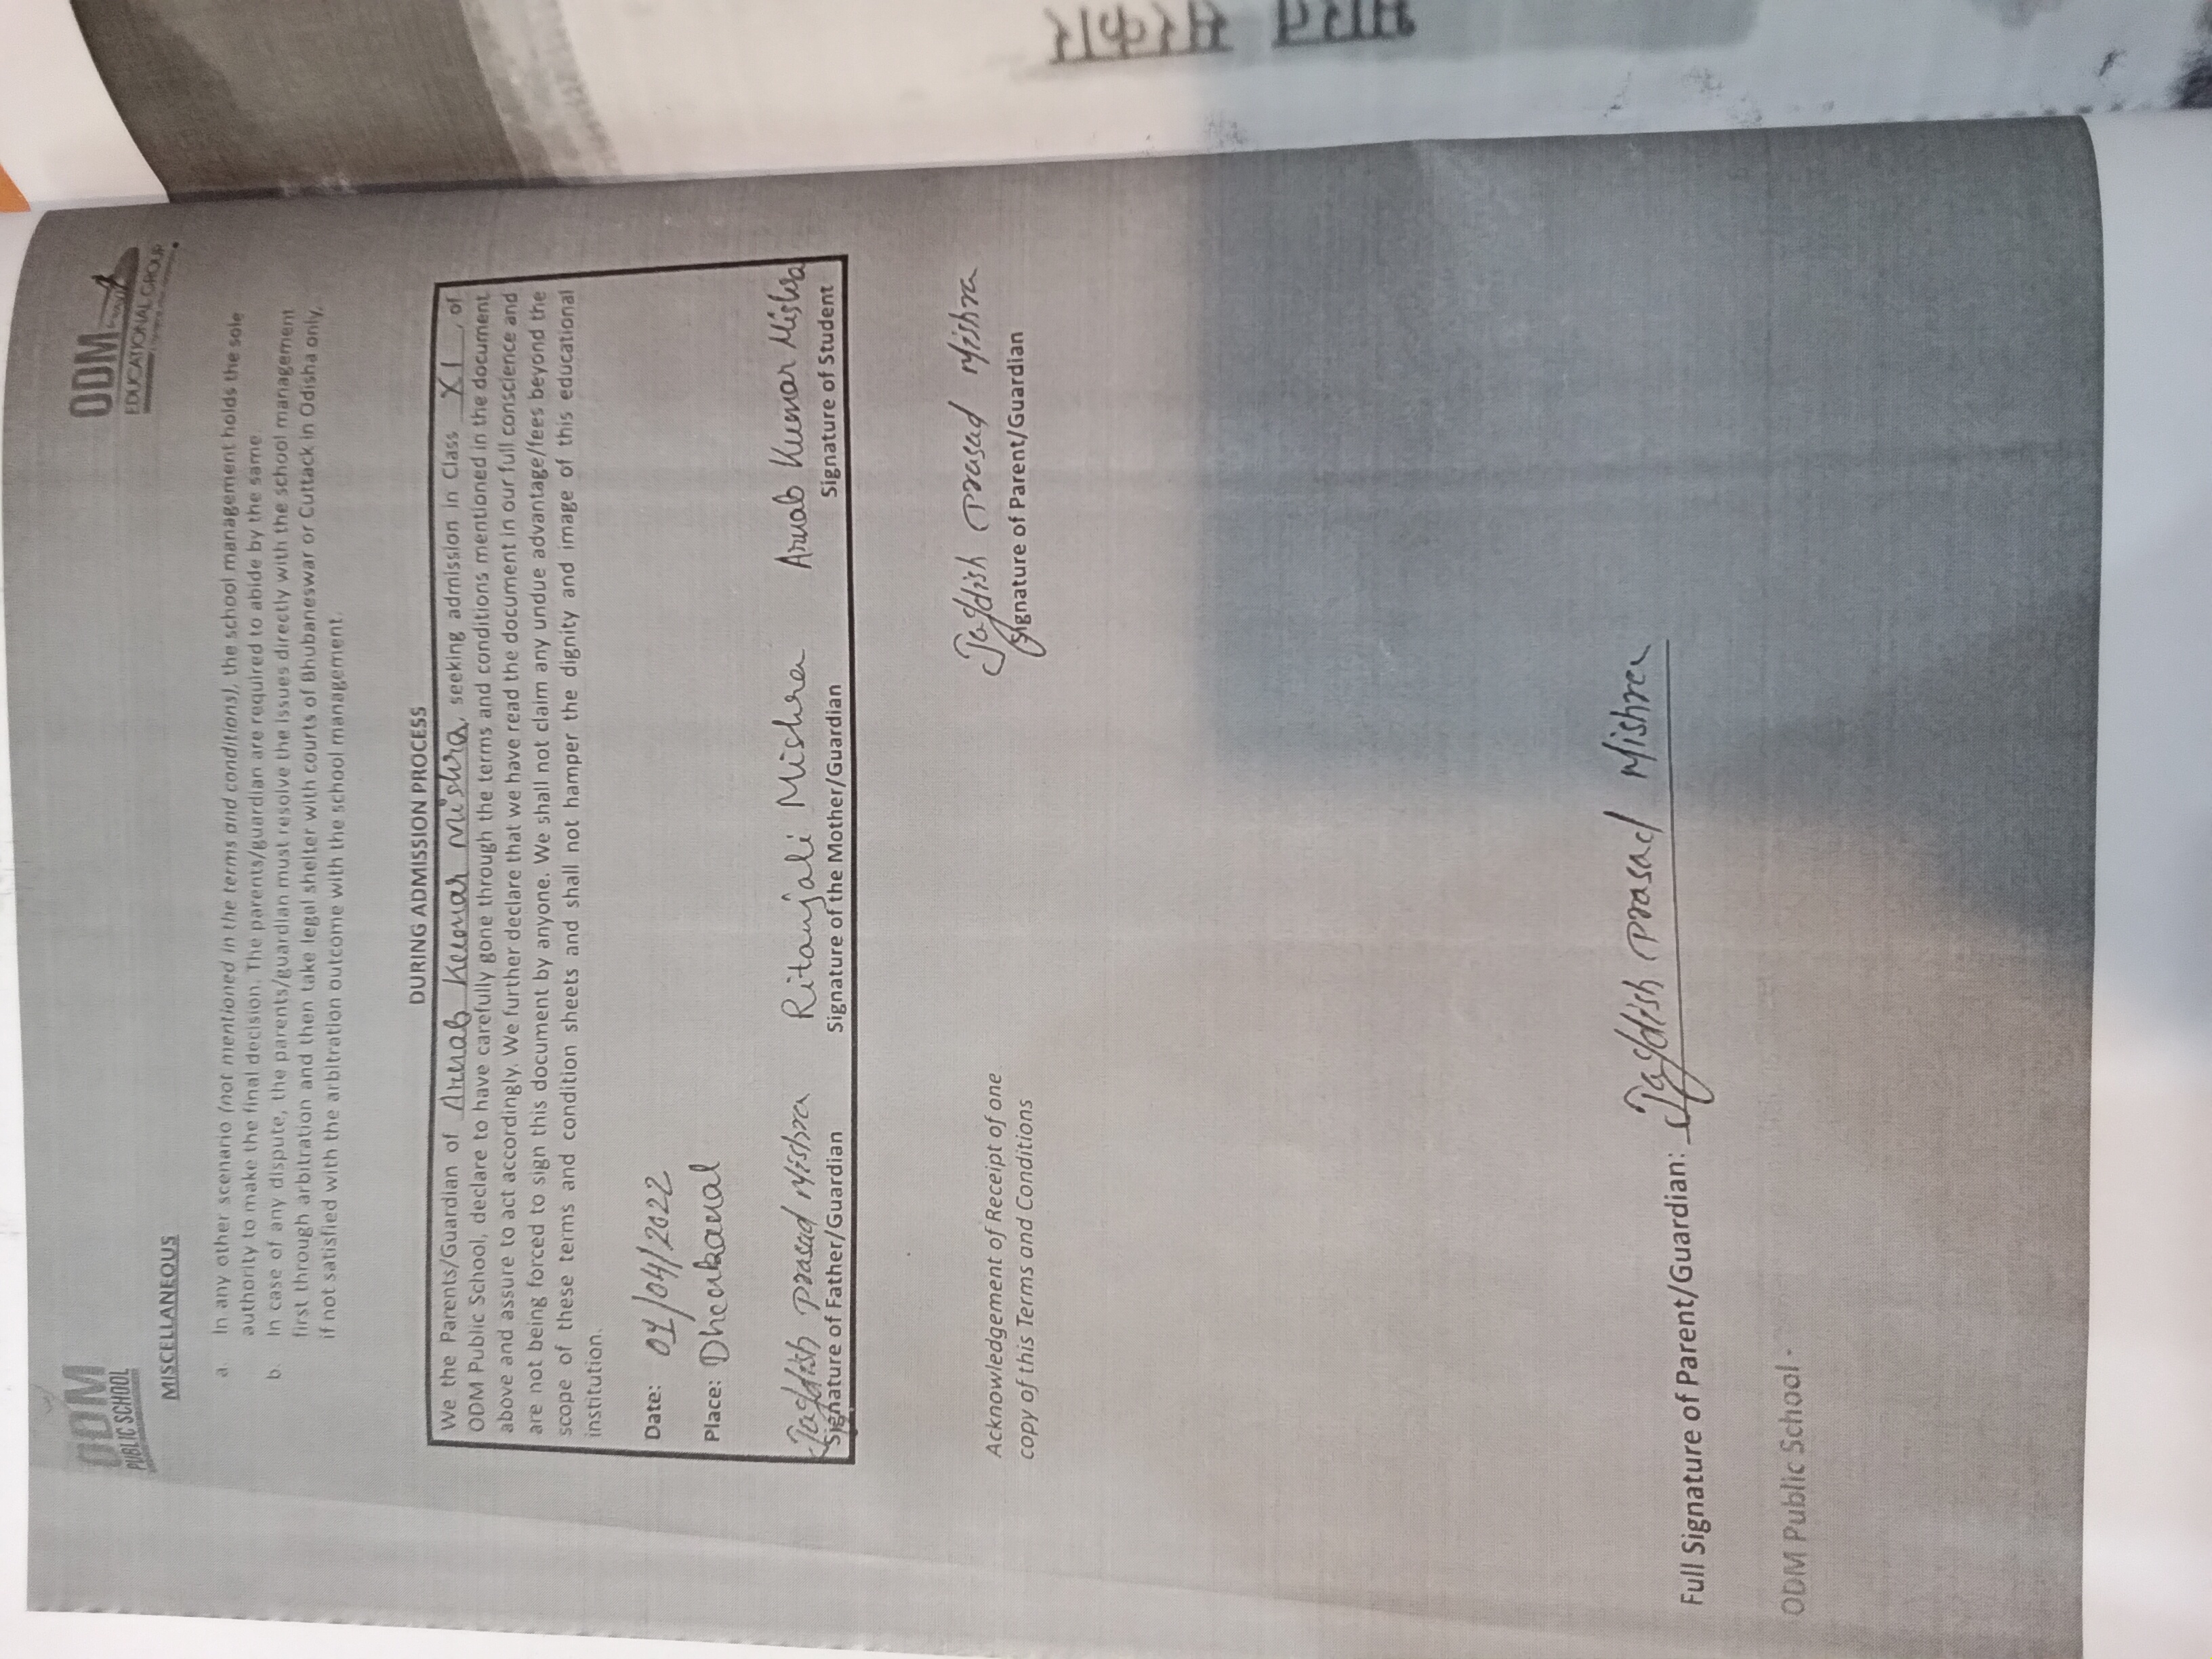 ODM
PUBLIC SCHOOL
ODM
EDUCATIONAL GROUP
MISCELLANEOUS
a. In any other scenario (not mentioned in the terms and conditions), the school management holds the sole
authority to make the final decision. The parents/guardian are required to abide by the same.
b. In case of any dispute, the parents/guardian must resolve the issues directly with the school management
first through arbitration and then take legal shelter with courts of Bhubaneswar or Cuttack in Odisha only,
if not satisfied with the arbitration outcome with the school management.
DURING ADMISSION PROCESS
We the Parents/Guardian of Arnab Kumar Mishra, seeking admission in Class XI, of
ODM Public School, declare to have carefully gone through the terms and conditions mentioned in the document
above and assure to act accordingly. We further declare that we have read the document in our full conscience and
are not being forced to sign this document by anyone. We shall not claim any undue advantage/fees beyond the
scope of these terms and condition sheets and shall not hamper the dignity and image of this educational
institution.
Date: 01/04/2022
Place: Dhenkanal
Jagdish Prasad Mishra Ritanjali Mishra Arnab Kumar Mishra
Signature of Father/Guardian Signature of the Mother/Guardian Signature of Student
Jagdish Prasad Mishra
Signature of Parent/Guardian
Acknowledgement of Receipt of one
copy of this Terms and Conditions
Full Signature of Parent/Guardian: Jagdish Prasad Mishra
ODM Public School -
भारत सरकार